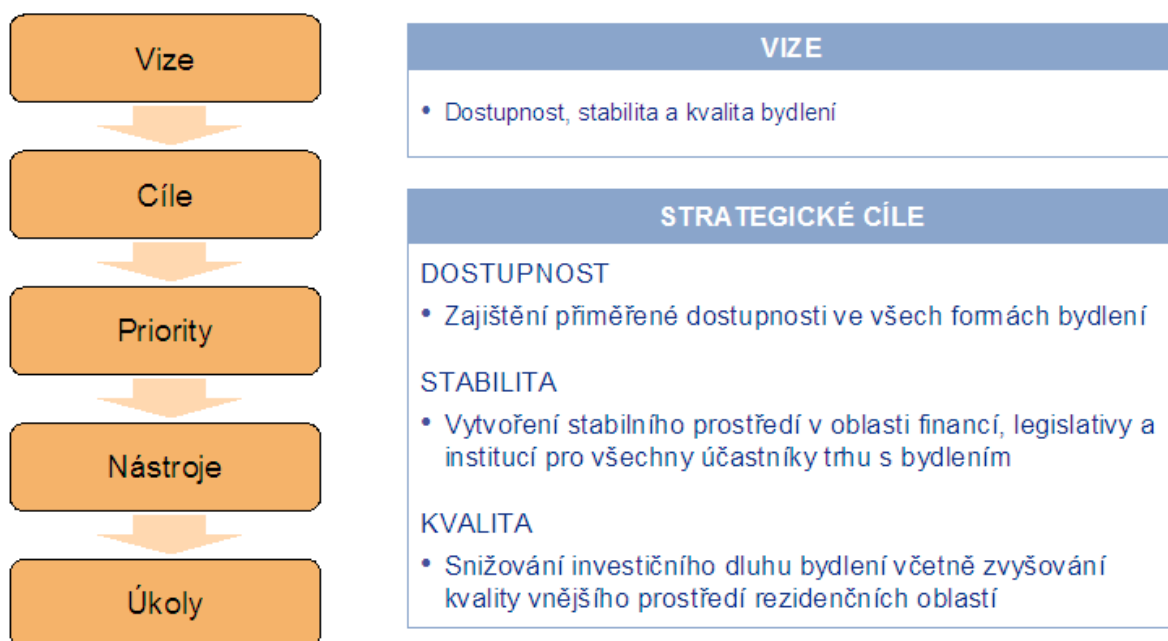 Vize
Cíle
Priority
Nástroje
Úkoly
VIZE
• Dostupnost, stabilita a kvalita bydlení
STRATEGICKÉ CÍLE
DOSTUPNOST
• Zajištění přiměřené dostupnosti ve všech formách bydlení
STABILITA
• Vytvoření stabilního prostředí v oblasti financí, legislativy a
institucí pro všechny účastníky trhu s bydlením
KVALITA
• Snižování investičního dluhu bydlení včetně zvyšování
kvality vnějšího prostředí rezidenčních oblastí